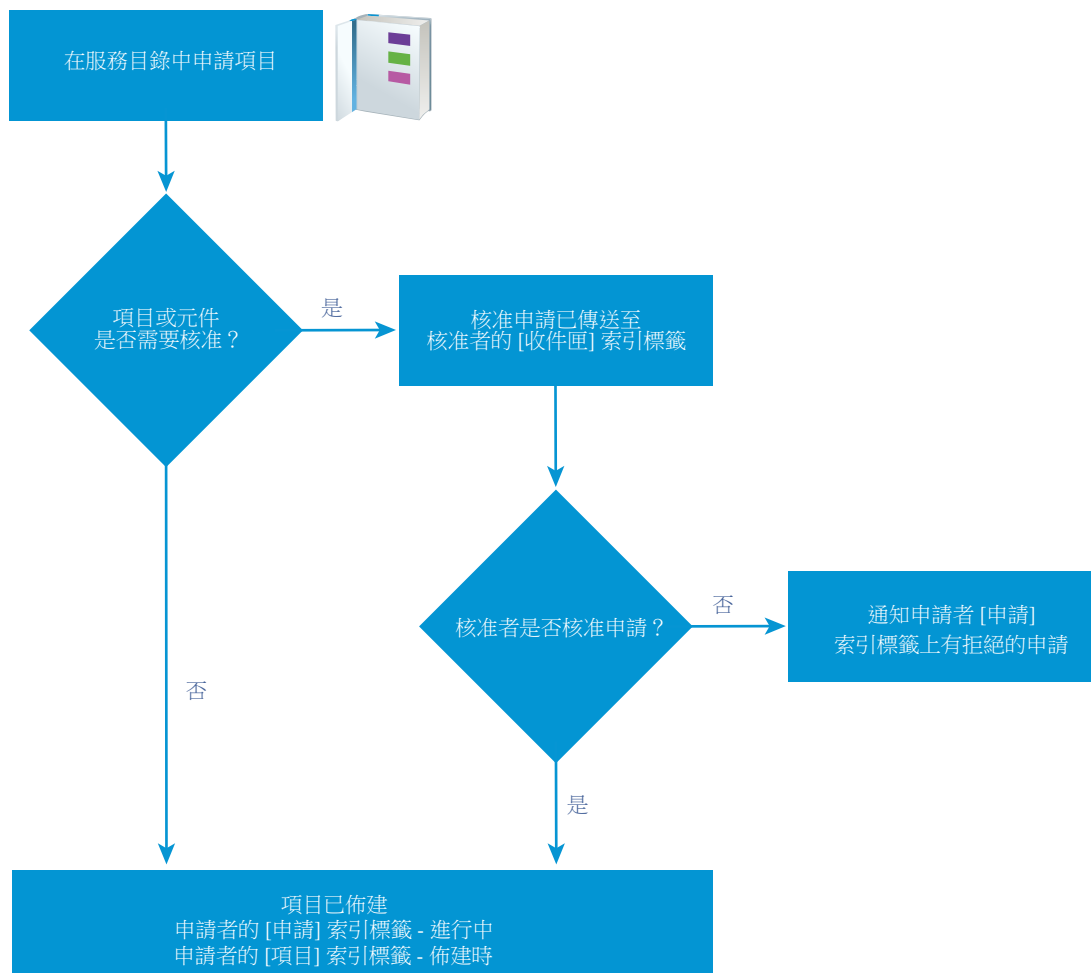 在服務目錄中申請項目
項目或元件
是否需要核准？
是
核准申請已傳送至
核准者的 [收件匣] 索引標籤
核准者是否核准申請？
否
通知申請者 [申請]
索引標籤上有拒絕的申請
否
是
項目已佈建
申請者的 [申請] 索引標籤 - 進行中
申請者的 [項目] 索引標籤 - 佈建時